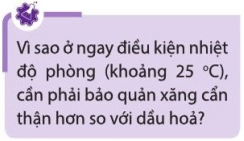 Vì sao ở ngay điều kiện nhiệt
độ phòng (khoảng 25 °C),
cần phải bảo quản xăng cẩn
thận hơn so với dầu hoả?